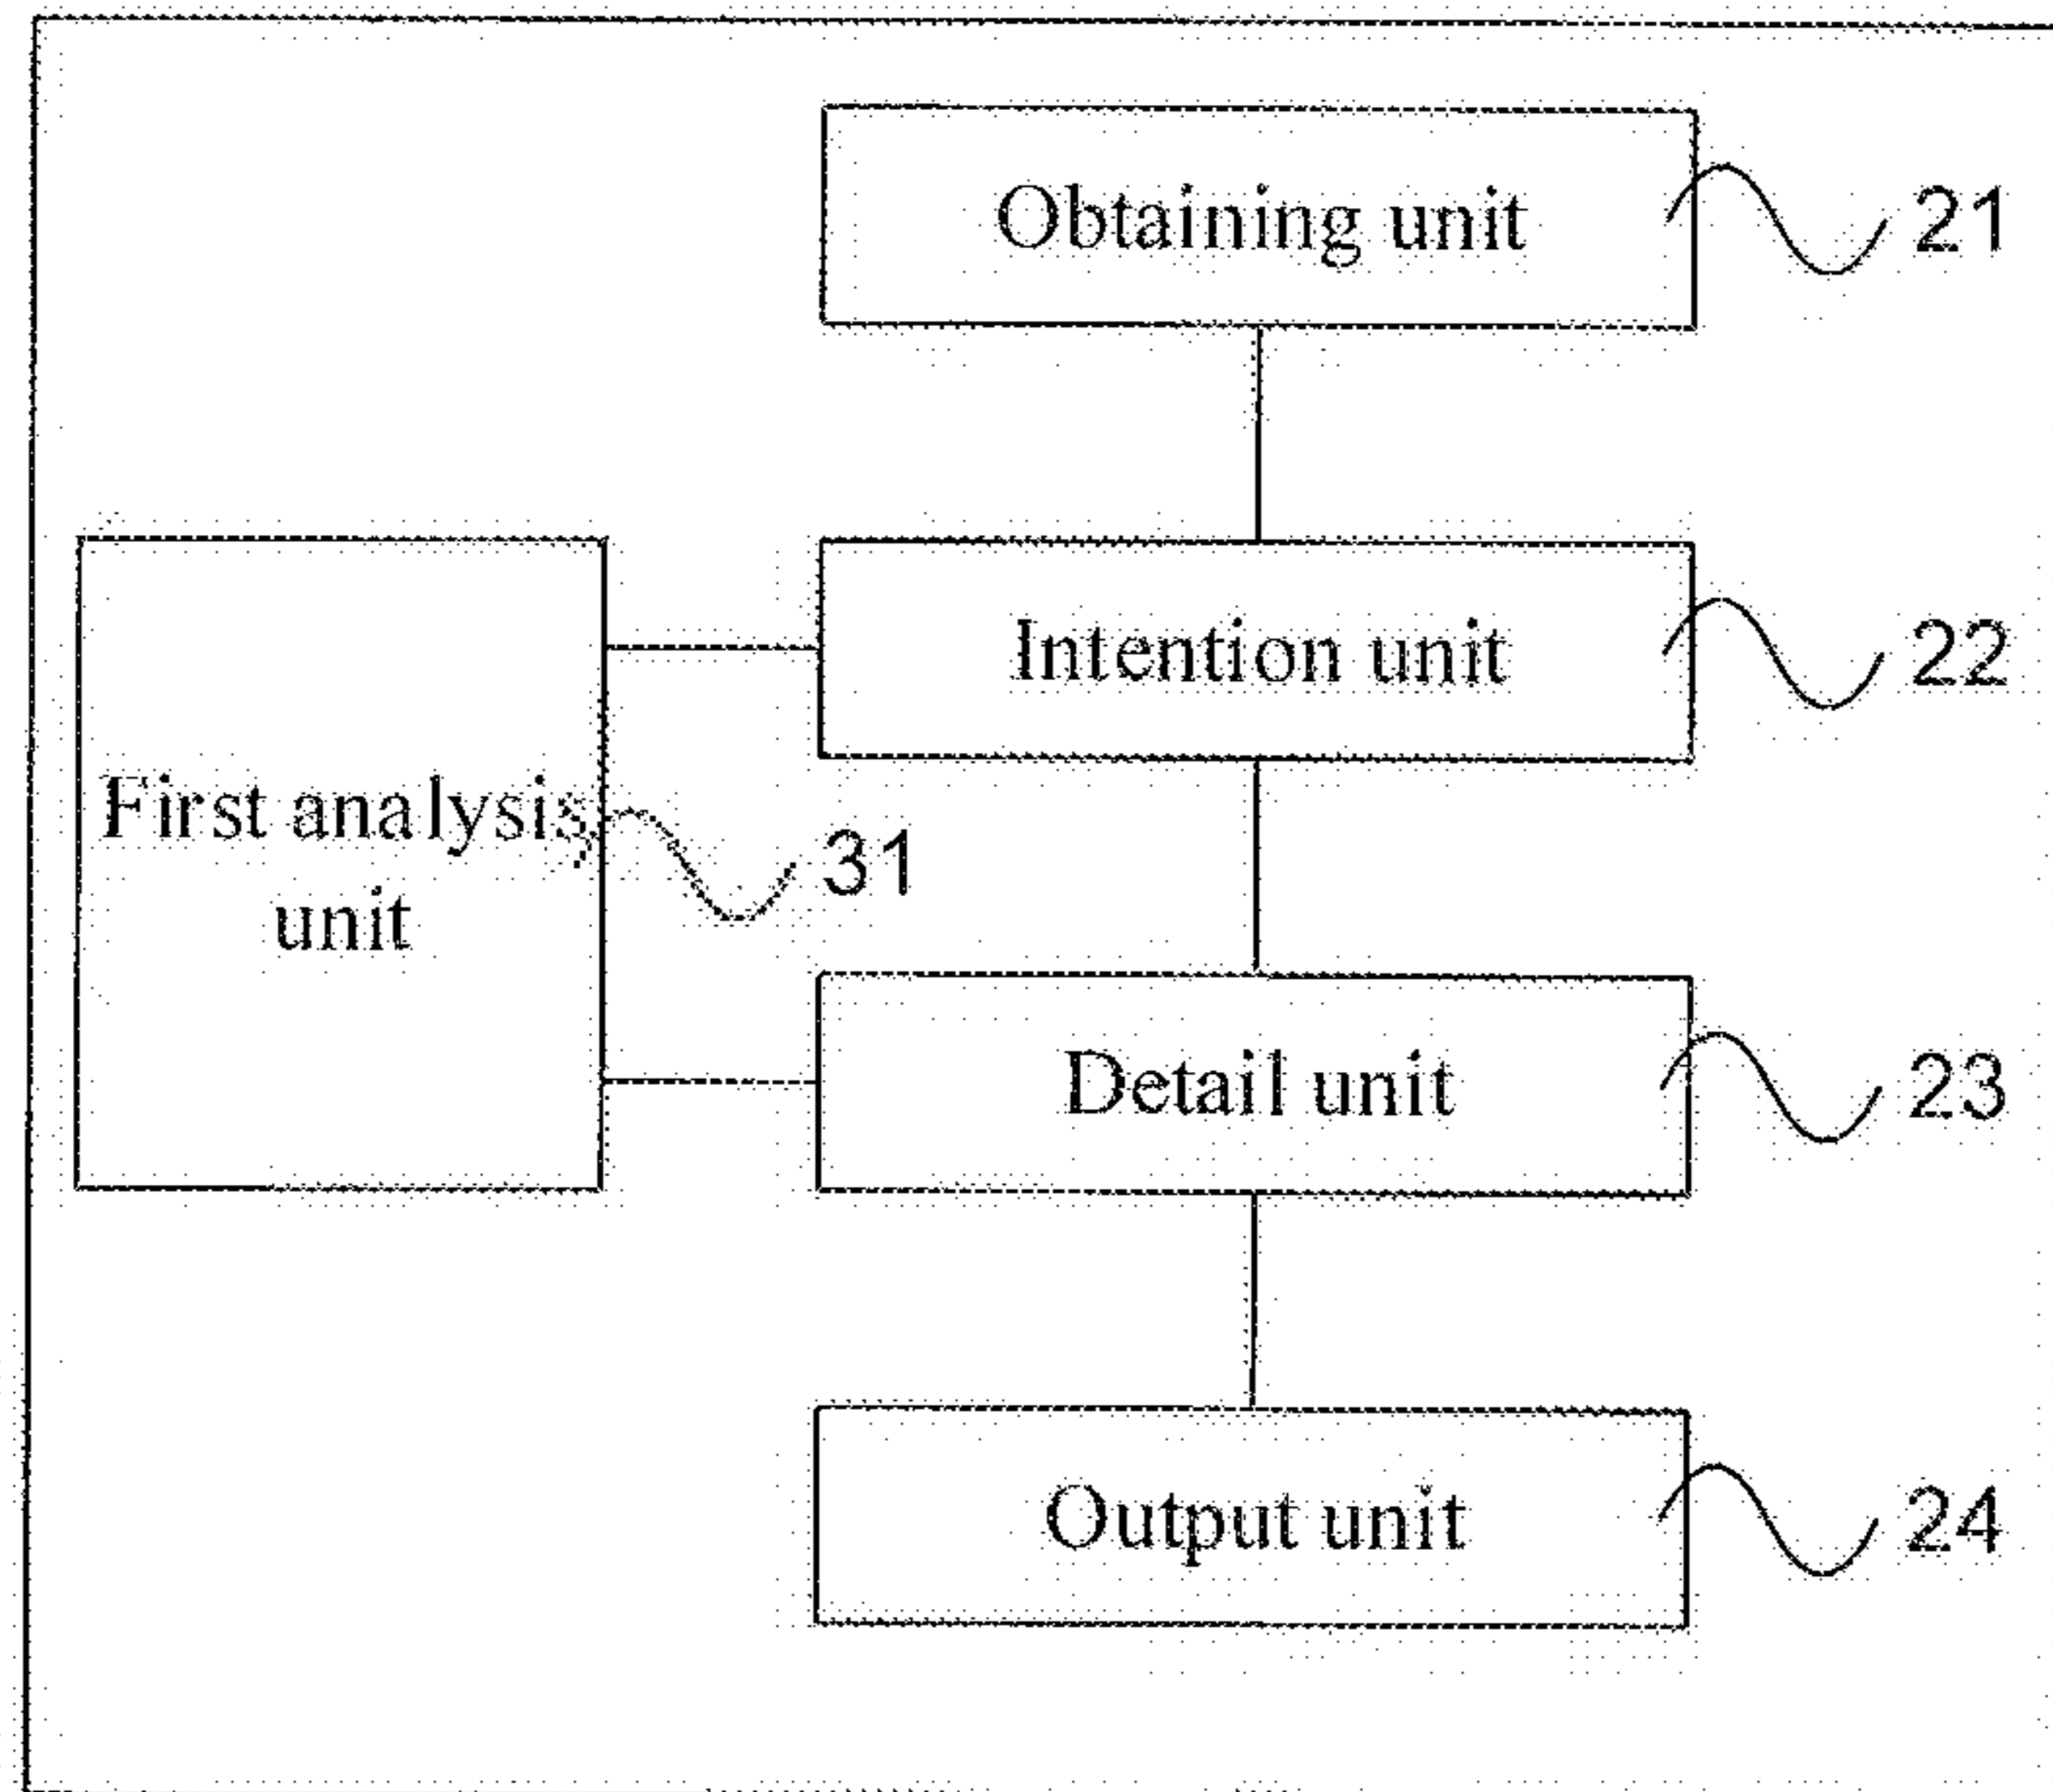 Obtaining unit 21
Intention unit 22
First analysis
unit
31
Detail unit 23
Output unit 24